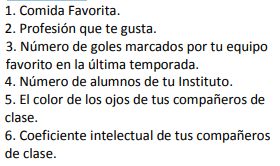 1. Comida Favorita.
2. Profesión que te gusta.
3. Número de goles marcados por tu equipo
favorito en la última temporada.
4. Número de alumnos de tu Instituto.
5. El color de los ojos de tus compañeros de
clase.
6. Coeficiente intelectual de tus compañeros
de clase.